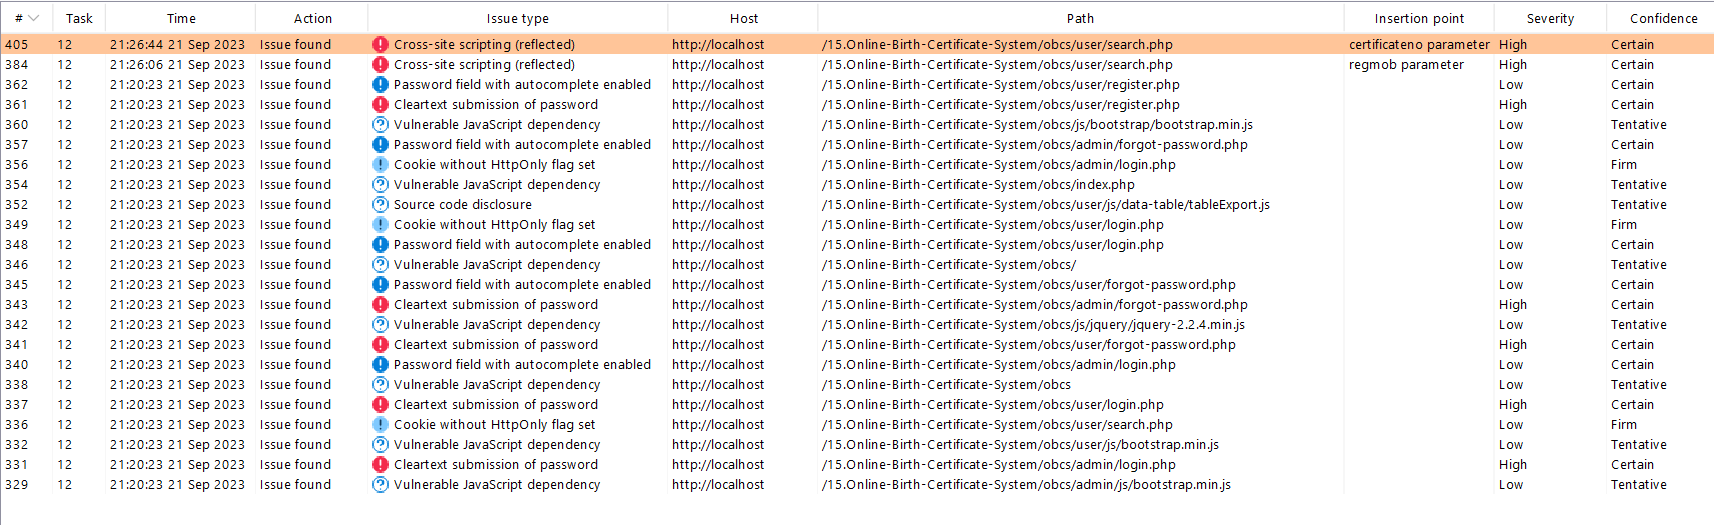 # Task Time Action Issue type Host Path Insertion point Severity Confidence
405 12 21:26:44 21 Sep 2023 Issue found Cross-site scripting (reflected) http://localhost /15.Online-Birth-Certificate-System/obcs/user/search.php certificateno parameter High Certain
384 12 21:26:06 21 Sep 2023 Issue found Cross-site scripting (reflected) http://localhost /15.Online-Birth-Certificate-System/obcs/user/search.php regmob parameter High Certain
362 12 21:20:23 21 Sep 2023 Issue found Password field with autocomplete enabled http://localhost /15.Online-Birth-Certificate-System/obcs/user/register.php Low Certain
361 12 21:20:23 21 Sep 2023 Issue found Cleartext submission of password http://localhost /15.Online-Birth-Certificate-System/obcs/user/register.php High Certain
360 12 21:20:23 21 Sep 2023 Issue found Vulnerable JavaScript dependency http://localhost /15.Online-Birth-Certificate-System/obcs/js/bootstrap/bootstrap.min.js Low Tentative
357 12 21:20:23 21 Sep 2023 Issue found Password field with autocomplete enabled http://localhost /15.Online-Birth-Certificate-System/obcs/admin/forgot-password.php Low Certain
356 12 21:20:23 21 Sep 2023 Issue found Cookie without HttpOnly flag set http://localhost /15.Online-Birth-Certificate-System/obcs/admin/login.php Low Firm
354 12 21:20:23 21 Sep 2023 Issue found Vulnerable JavaScript dependency http://localhost /15.Online-Birth-Certificate-System/obcs/index.php Low Tentative
352 12 21:20:23 21 Sep 2023 Issue found Source code disclosure http://localhost /15.Online-Birth-Certificate-System/obcs/user/js/data-table/tableExport.js Low Tentative
349 12 21:20:23 21 Sep 2023 Issue found Cookie without HttpOnly flag set http://localhost /15.Online-Birth-Certificate-System/obcs/user/login.php Low Firm
348 12 21:20:23 21 Sep 2023 Issue found Password field with autocomplete enabled http://localhost /15.Online-Birth-Certificate-System/obcs/user/login.php Low Certain
346 12 21:20:23 21 Sep 2023 Issue found Vulnerable JavaScript dependency http://localhost /15.Online-Birth-Certificate-System/obcs/ Low Tentative
345 12 21:20:23 21 Sep 2023 Issue found Password field with autocomplete enabled http://localhost /15.Online-Birth-Certificate-System/obcs/user/forgot-password.php Low Certain
343 12 21:20:23 21 Sep 2023 Issue found Cleartext submission of password http://localhost /15.Online-Birth-Certificate-System/obcs/admin/forgot-password.php High Certain
342 12 21:20:23 21 Sep 2023 Issue found Vulnerable JavaScript dependency http://localhost /15.Online-Birth-Certificate-System/obcs/js/jquery/jquery-2.2.4.min.js Low Tentative
341 12 21:20:23 21 Sep 2023 Issue found Cleartext submission of password http://localhost /15.Online-Birth-Certificate-System/obcs/user/forgot-password.php High Certain
340 12 21:20:23 21 Sep 2023 Issue found Password field with autocomplete enabled http://localhost /15.Online-Birth-Certificate-System/obcs/admin/login.php Low Certain
338 12 21:20:23 21 Sep 2023 Issue found Vulnerable JavaScript dependency http://localhost /15.Online-Birth-Certificate-System/obcs Low Tentative
337 12 21:20:23 21 Sep 2023 Issue found Cleartext submission of password http://localhost /15.Online-Birth-Certificate-System/obcs/user/login.php High Certain
336 12 21:20:23 21 Sep 2023 Issue found Cookie without HttpOnly flag set http://localhost /15.Online-Birth-Certificate-System/obcs/user/search.php Low Firm
332 12 21:20:23 21 Sep 2023 Issue found Vulnerable JavaScript dependency http://localhost /15.Online-Birth-Certificate-System/obcs/user/js/bootstrap.min.js Low Tentative
331 12 21:20:23 21 Sep 2023 Issue found Cleartext submission of password http://localhost /15.Online-Birth-Certificate-System/obcs/admin/login.php High Certain
329 12 21:20:23 21 Sep 2023 Issue found Vulnerable JavaScript dependency http://localhost /15.Online-Birth-Certificate-System/obcs/admin/js/bootstrap.min.js Low Tentative